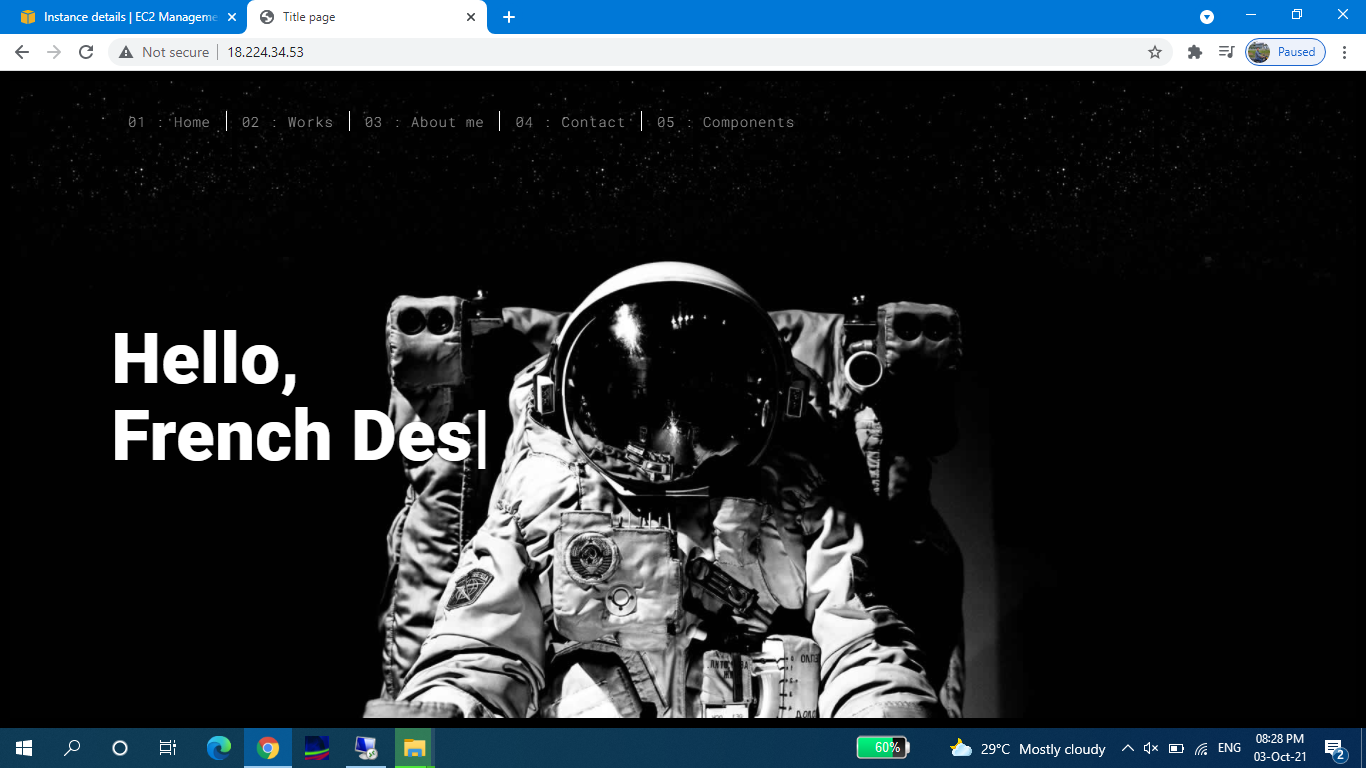 Instance details | EC2 Manageme
Title page
Not secure
18.224.34.53
Paused
01 : Home
02 : Works
03 : About me
04 : Contact
05 : Components
Hello,
French Des|
60%
29°C Mostly cloudy
ENG
08:28 PM
03-Oct-21
2